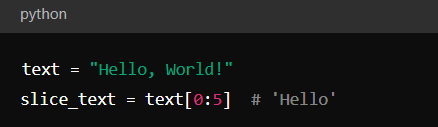 python
text = "Hello, World!"
slice_text = text[0:5]  # 'Hello'